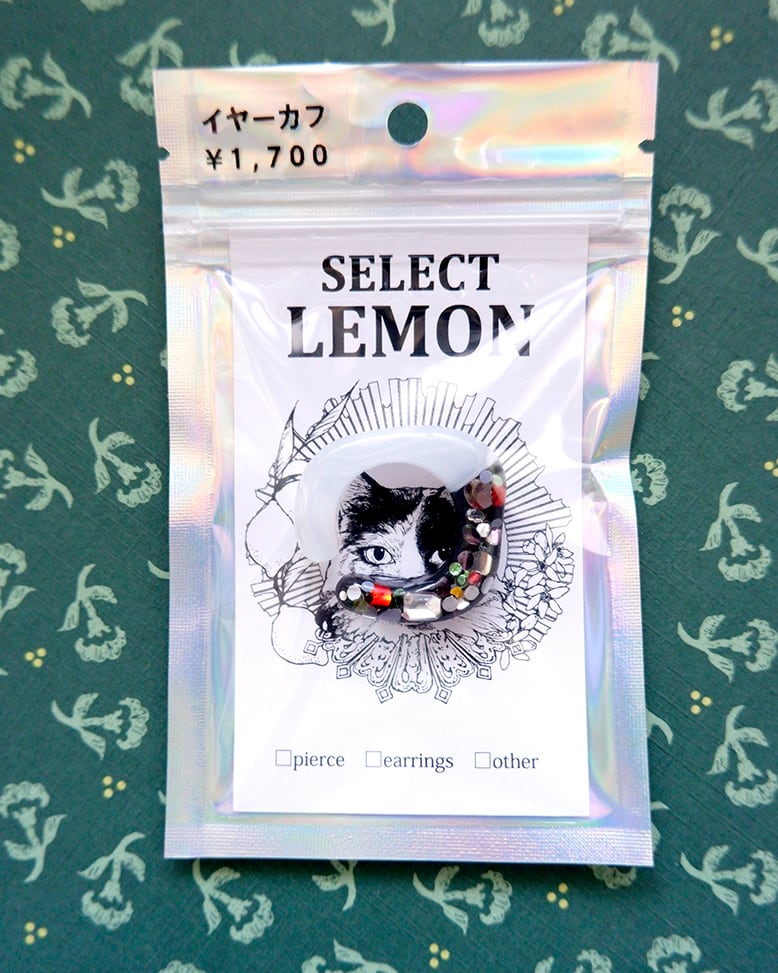 イヤーカフ
¥1,700
SELECT
LEMON
□pierce □earrings □other